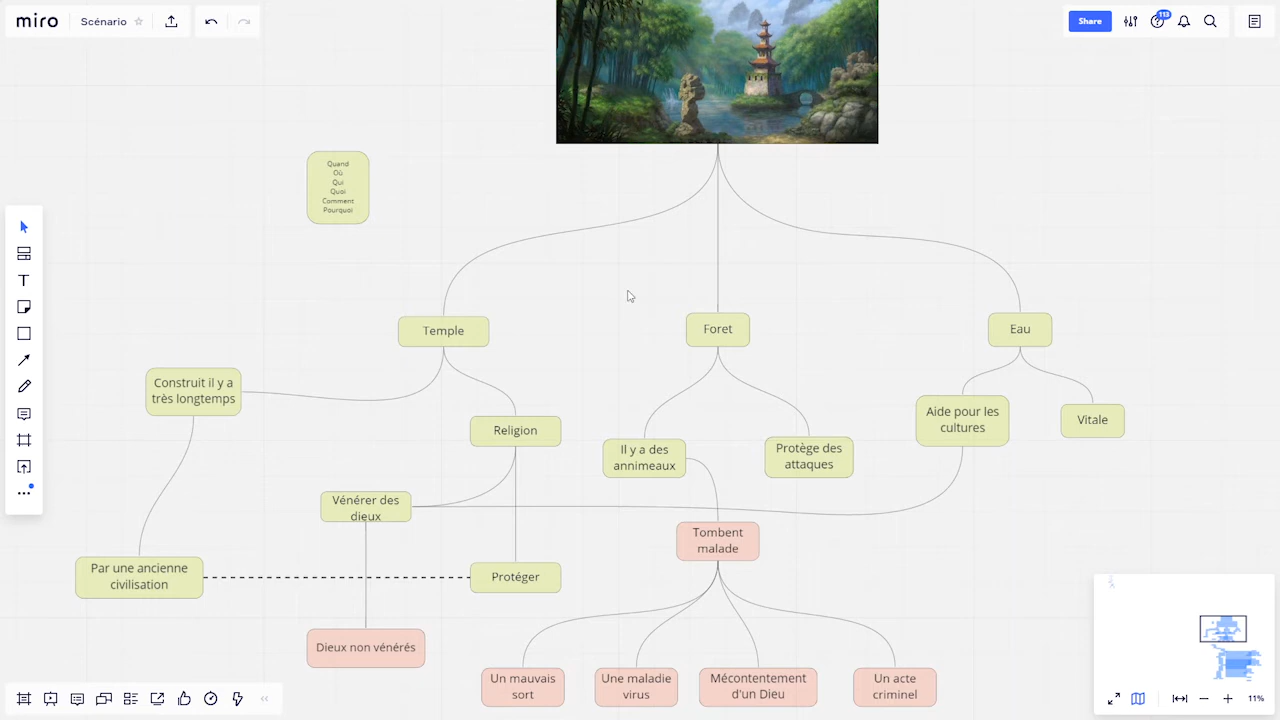 miro
Scénario
Share
113
Quand
Où
Qui
Quoi
Comment
Pourquoi
Temple
Foret
Eau
Construit il y a
très longtemps
Religion
Il y a des
annimeaux
Protège des
attaques
Aide pour les
cultures
Vitale
Vénérer des
dieux
Tombent
malade
Par une ancienne
civilisation
Protéger
Dieux non vénérés
Un mauvais
sort
Une maladie
virus
Mécontentement
d'un Dieu
Un acte
criminel
11%